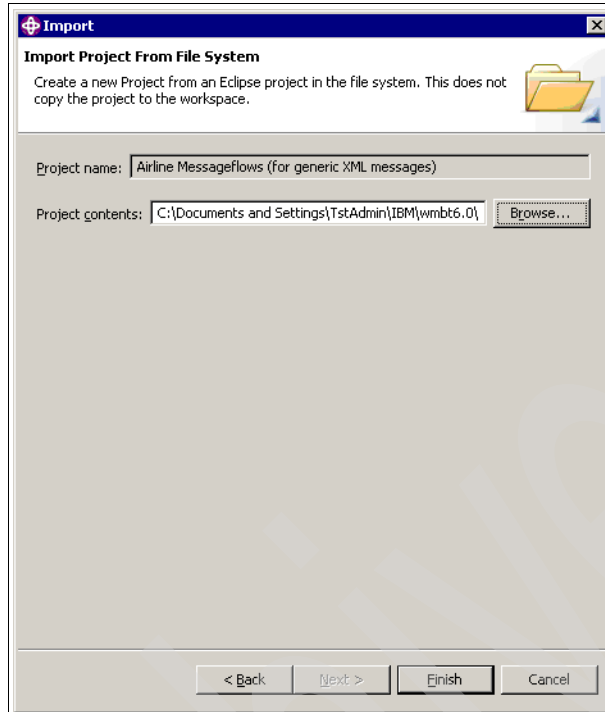 Import
Import Project From File System
Create a new Project from an Eclipse project in the file system. This does not
copy the project to the workspace.
Project name: Airline Messageflows (for generic XML messages)
Project contents: C:\Documents and Settings\TstAdmin\IBM\wmbt6.0\ Browse...
< Back Next > Finish Cancel